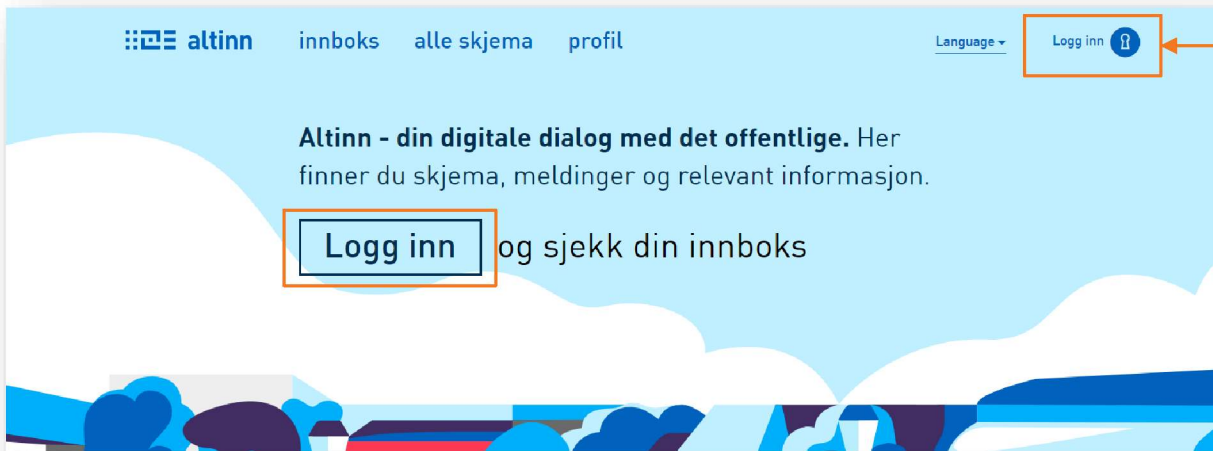 altinn innboks alle skjema profil Language Logg inn
Altinn - din digitale dialog med det offentlige. Her
finner du skjema, meldinger og relevant informasjon.
Logg inn og sjekk din innboks